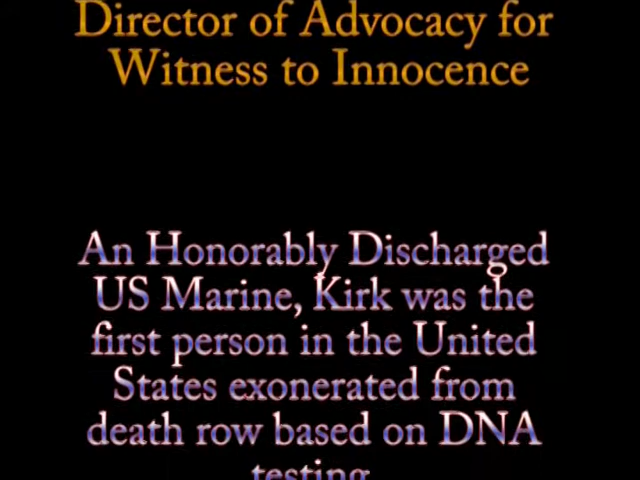 Director of Advocacy for
Witness to Innocence
An Honorably Discharged
US Marine, Kirk was the
first person in the United
States exonerated from
death row based on DNA
testing